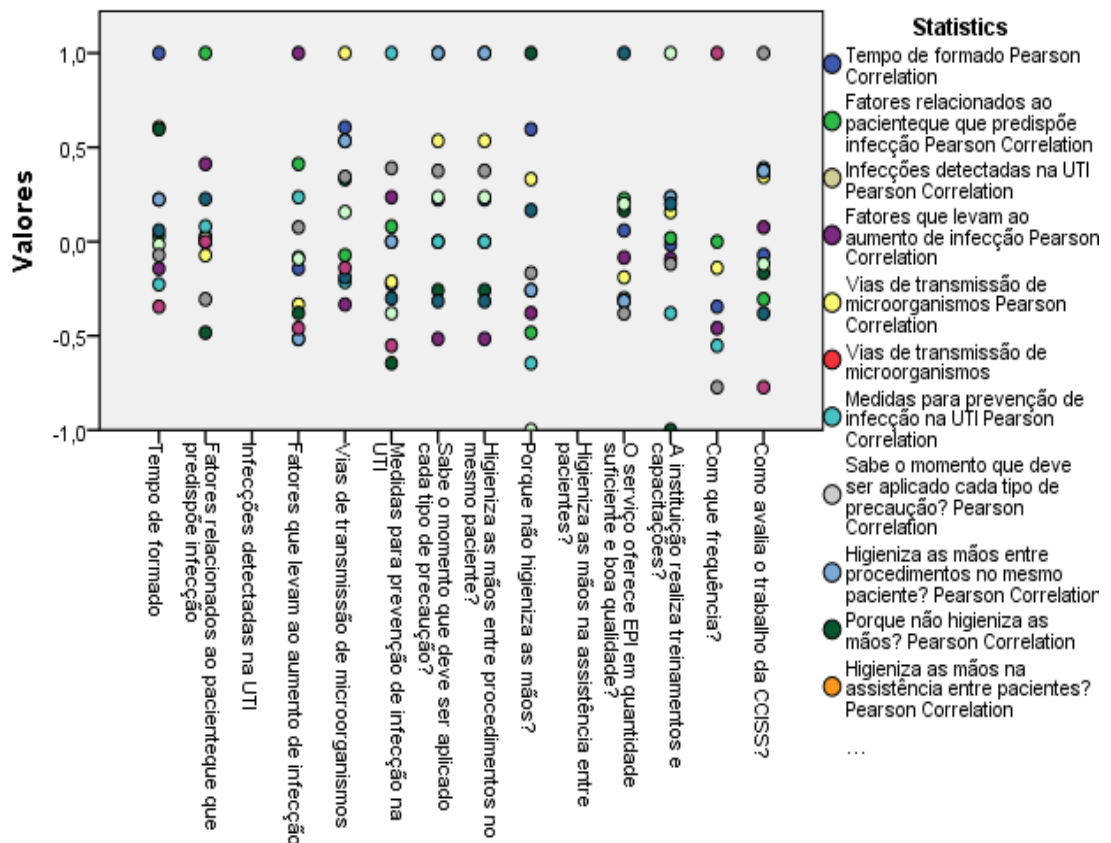 Valores
1,0
0,5
0,0
-0,5
-1,0
Tempo de formado
Fatores relacionados ao pacienteque que
predispõe infecção
Infecções detectadas na UTI
Fatores que levam ao aumento de infecção
Vias de transmissão de microorganismos
Medidas para prevenção de infecção na
UTI
Sabe o momento que deve ser aplicado
cada tipo de precaução?
Higieniza as mãos entre procedimentos no
mesmo paciente?
Porque não higieniza as mãos?
Higieniza as mãos na assistência entre
pacientes?
O serviço oferece EPI em quantidade
suficiente e boa qualidade?
A instituição realiza treinamentos e
capacitações?
Com que frequência?
Como avalia o trabalho da CCISS?
Statistics
Tempo de formado Pearson
Correlation
Fatores relacionados ao
pacienteque que predispõe
infecção Pearson Correlation
Infecções detectadas na UTI
Pearson Correlation
Fatores que levam ao
aumento de infecção Pearson
Correlation
Vias de transmissão de
microorganismos Pearson
Correlation
Vias de transmissão de
microorganismos
Medidas para prevenção de
infecção na UTI Pearson
Correlation
Sabe o momento que deve
ser aplicado cada tipo de
precaução? Pearson
Correlation
Higieniza as mãos entre
procedimentos no mesmo
paciente? Pearson Correlation
Porque não higieniza as
mãos? Pearson Correlation
Higieniza as mãos na
assistência entre pacientes?
Pearson Correlation
...